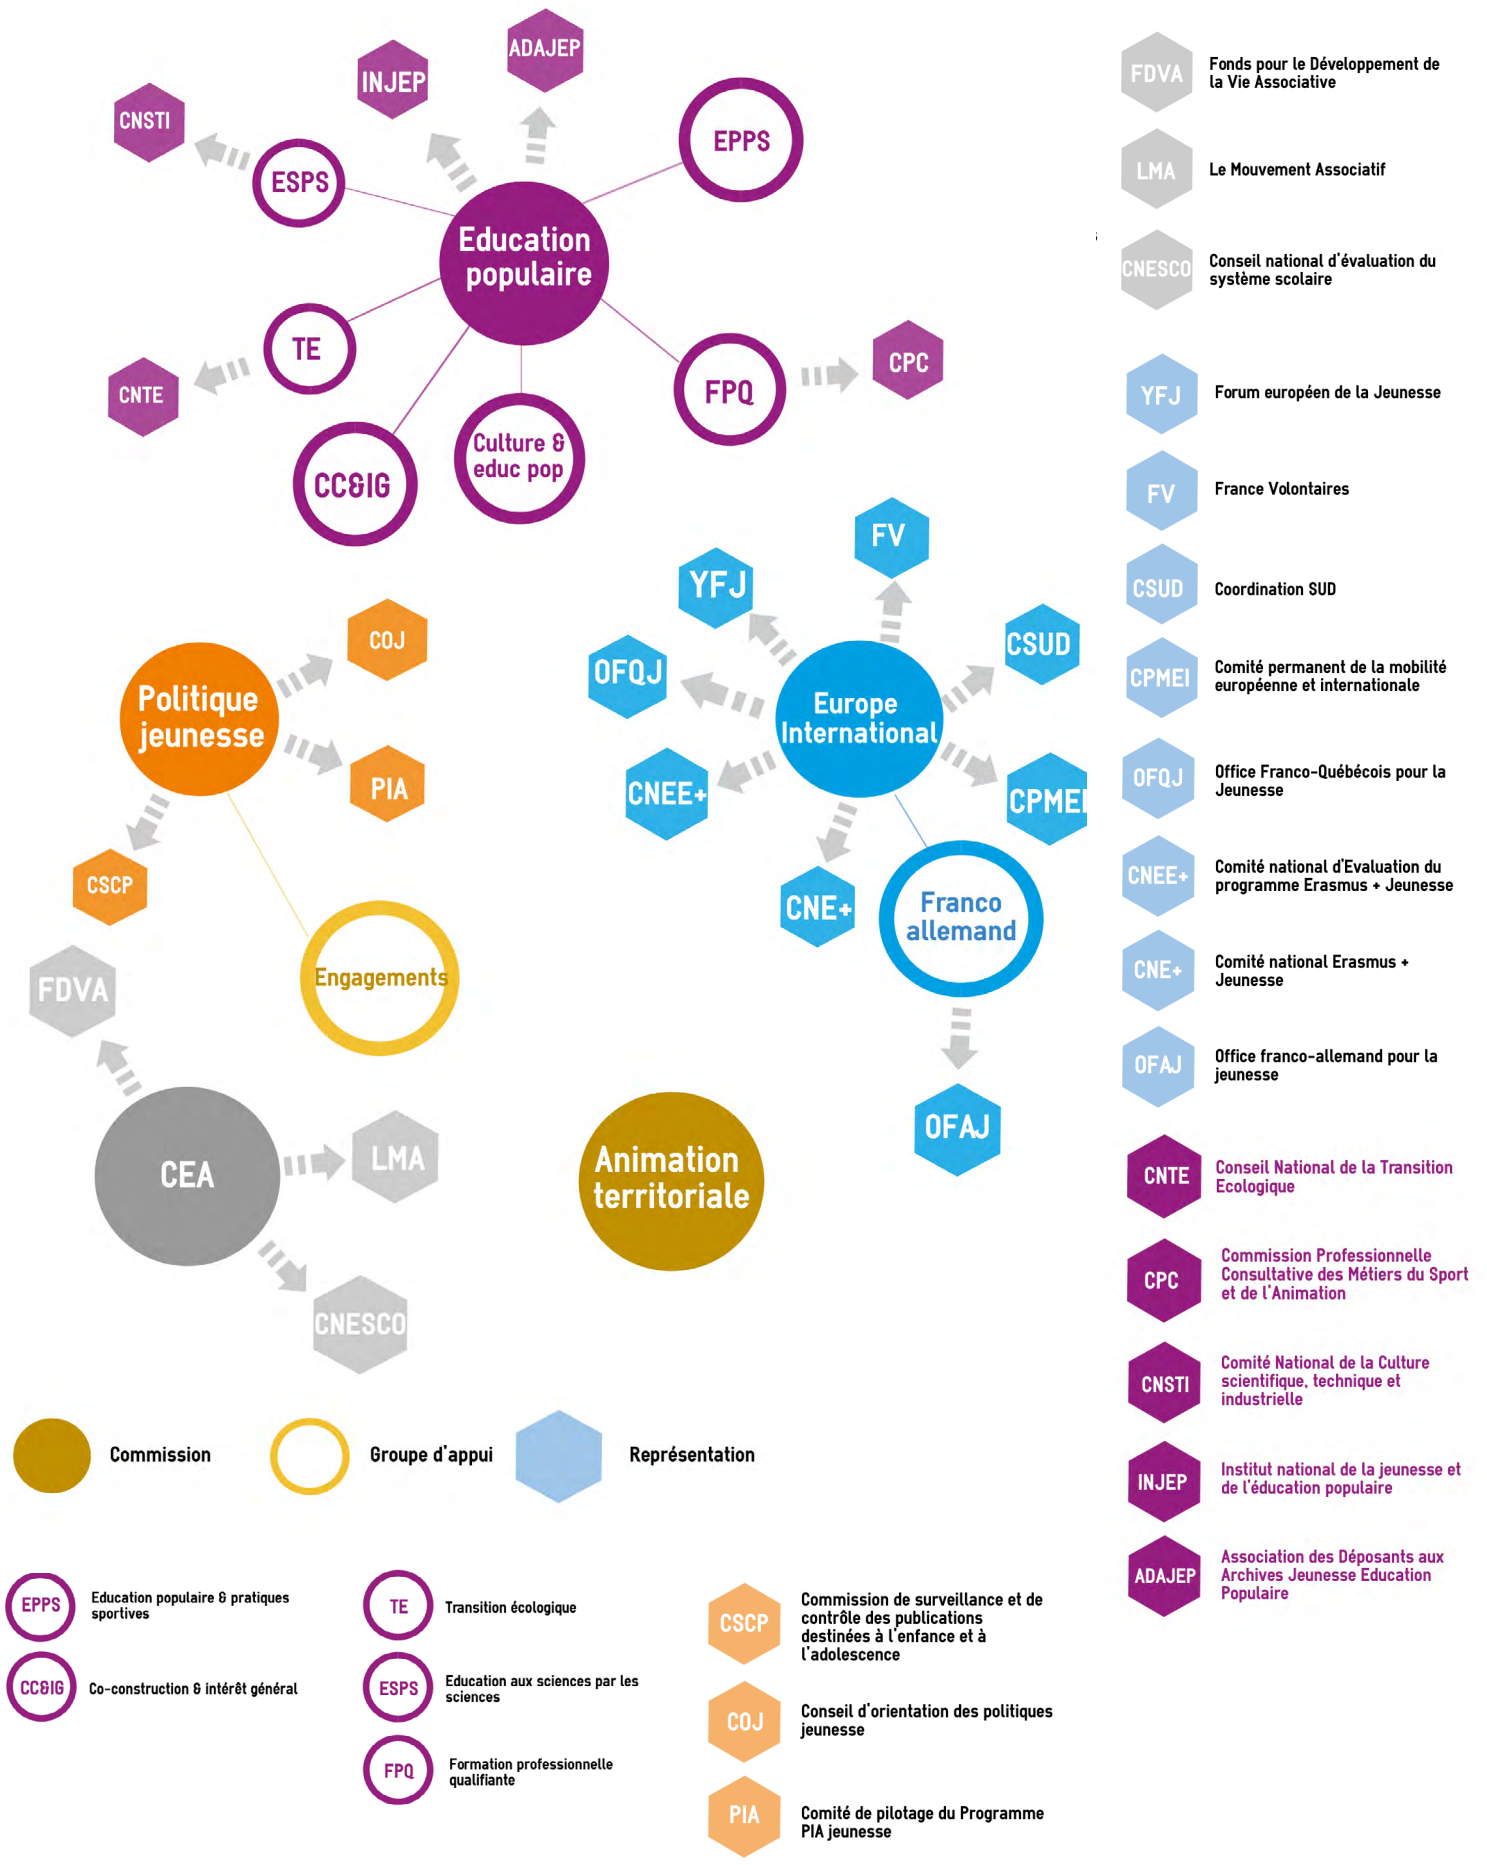 ADAJEP
INJEP
CNSTI
EPPS
ESPS
Education
populaire
TE
CNTE
FPQ
CPC
CC&IG
Culture &
educ pop
FV
YFJ
CSUD
OFQJ
Europe
International
CNEE+
CPMEI
CNE+
Franco
allemand
OFAJ
COJ
Politique
jeunesse
PIA
CSCP
Engagements
FDVA
CEA
LMA
CNESCO
Animation
territoriale
Commission
Groupe d'appui
Représentation
EPPS
Education populaire & pratiques
sportives
CC&IG
Co-construction & intérêt général
TE
Transition écologique
ESPS
Education aux sciences par les
sciences
FPQ
Formation professionnelle
qualifiante
CSCP
Commission de surveillance et de
contrôle des publications
destinées à l'enfance et à
l'adolescence
COJ
Conseil d'orientation des politiques
jeunesse
PIA
Comité de pilotage du Programme
PIA jeunesse
FDVA
Fonds pour le Développement de
la Vie Associative
LMA
Le Mouvement Associatif
CNESCO
Conseil national d'évaluation du
système scolaire
YFJ
Forum européen de la Jeunesse
FV
France Volontaires
CSUD
Coordination SUD
CPMEI
Comité permanent de la mobilité
européenne et internationale
OFQJ
Office Franco-Québécois pour la
Jeunesse
CNEE+
Comité national d'Evaluation du
programme Erasmus + Jeunesse
CNE+
Comité national Erasmus +
Jeunesse
OFAJ
Office franco-allemand pour la
jeunesse
CNTE
Conseil National de la Transition
Ecologique
CPC
Commission Professionnelle
Consultative des Métiers du Sport
et de l'Animation
CNSTI
Comité National de la Culture
scientifique, technique et
industrielle
INJEP
Institut national de la jeunesse et
de l'éducation populaire
ADAJEP
Association des Déposants aux
Archives Jeunesse Education
Populaire